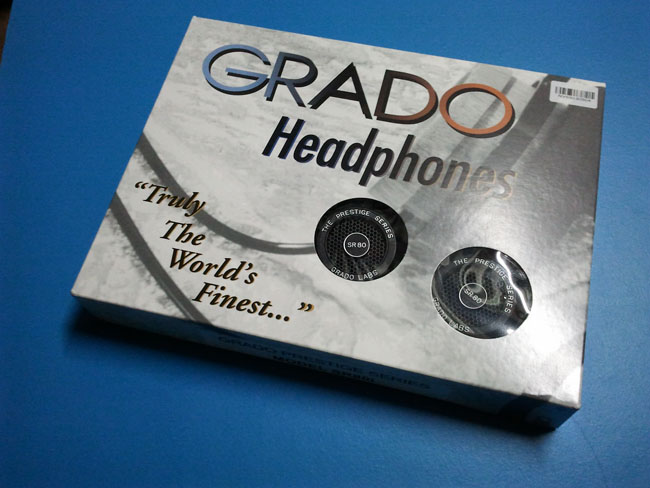 GRADO
Headphones
"Truly
The
World's
Finest..."
THE PRESTIGE SERIES
SR80
GRADO LABS
THE PRESTIGE SERIES
SR80
GRADO LABS
GRADO PRESTIGE SERIES
MODEL